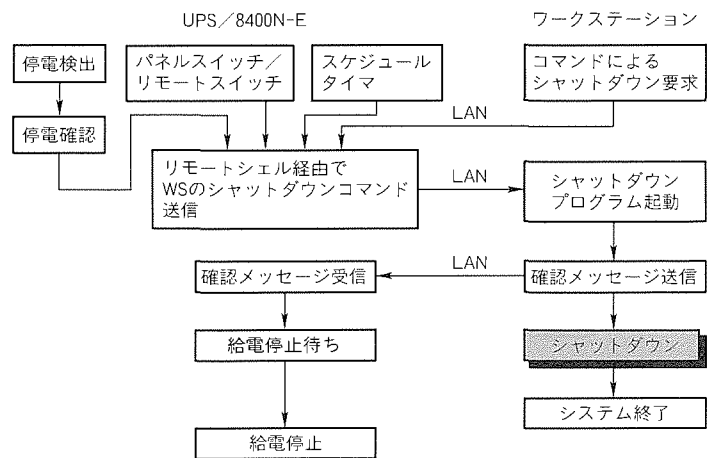 UPS／8400N-E
ワークステーション
停電検出
パネルスイッチ／
リモートスイッチ
スケジュール
タイマ
コマンドによる
シャットダウン要求
LAN
停電確認
リモートシェル経由で
WSのシャットダウンコマンド
送信
LAN
シャットダウン
プログラム起動
確認メッセージ受信
LAN
確認メッセージ送信
給電停止待ち
シャットダウン
システム終了
給電停止